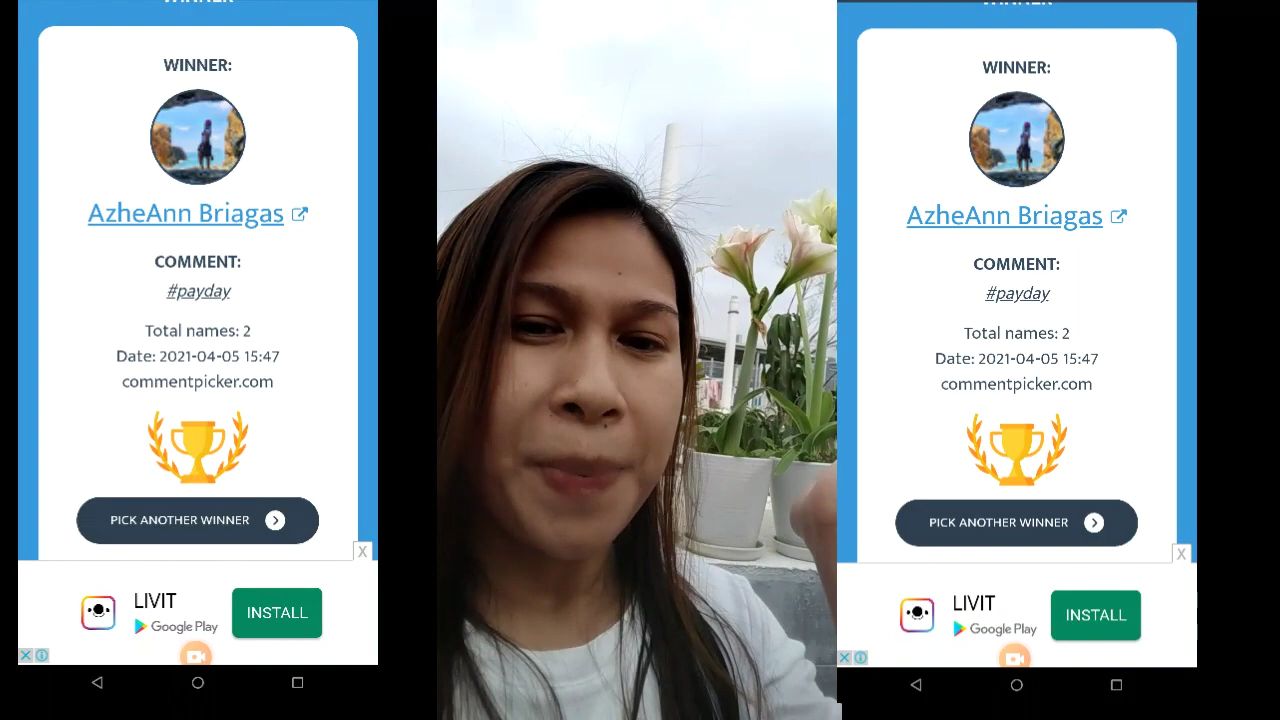 WINNER
WINNER:
AzheAnn Briagas
COMMENT:
#payday
Total names: 2
Date: 2021-04-05 15:47
commentpicker.com
PICK ANOTHER WINNER
X
LIVIT
Google Play
INSTALL
WINNER
WINNER:
AzheAnn Briagas
COMMENT:
#payday
Total names: 2
Date: 2021-04-05 15:47
commentpicker.com
PICK ANOTHER WINNER
X
LIVIT
Google Play
INSTALL